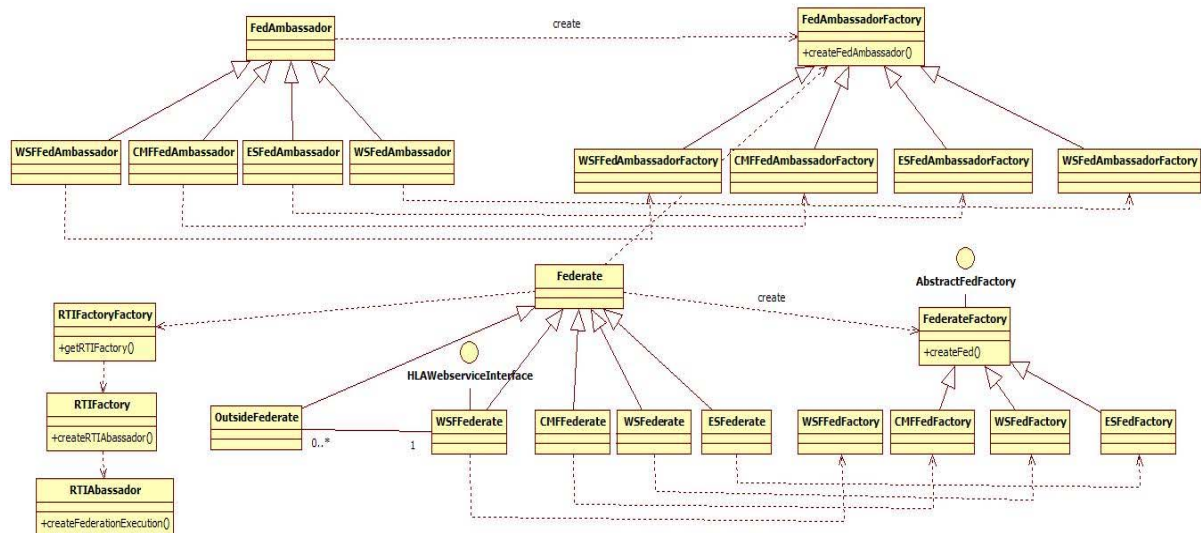 FedAmbassador
create
FedAmbassadorFactory
+createFedAmbassador()
WSFFedAmbassador
CMFFedAmbassador
ESFedAmbassador
WSFedAmbassador
WSFFedAmbassadorFactory
CMFFedAmbassadorFactory
ESFedAmbassadorFactory
WSFedAmbassadorFactory
Federate
AbstractFedFactory
create
RTIFactoryFactory
+getRTIFactory()
FederateFactory
+createFed()
HLAWebserviceInterface
RTIFactory
+createRTIAbassador()
OutsideFederate
0..*
1
WSFFederate
CMFFederate
WSFederate
ESFederate
WSFFedFactory
CMFFedFactory
WSFedFactory
ESFedFactory
RTIAbassador
+createFederationExecution()